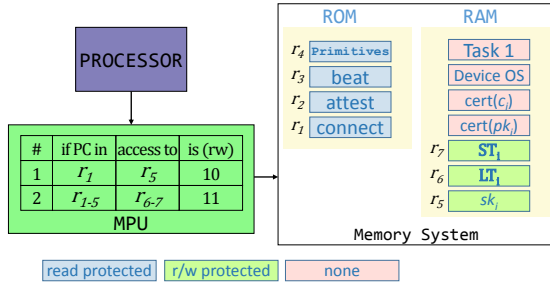 PROCESSOR
# if PC in access to is (rw)
1 r₁ r₅ 10
2 r₁₋₅ r₆₋₇ 11
MPU
ROM
r₄ Primitives
r₃ beat
r₂ attest
r₁ connect
RAM
Task 1
Device OS
cert(cᵢ)
cert(pkᵢ)
r₇ STᵢ
r₆ LTᵢ
r₅ skᵢ
Memory System
read protected r/w protected none